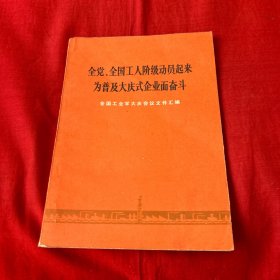 全党、全国工人阶级动员起来
为普及大庆式企业而奋斗
全国工业学大庆会议文件汇编